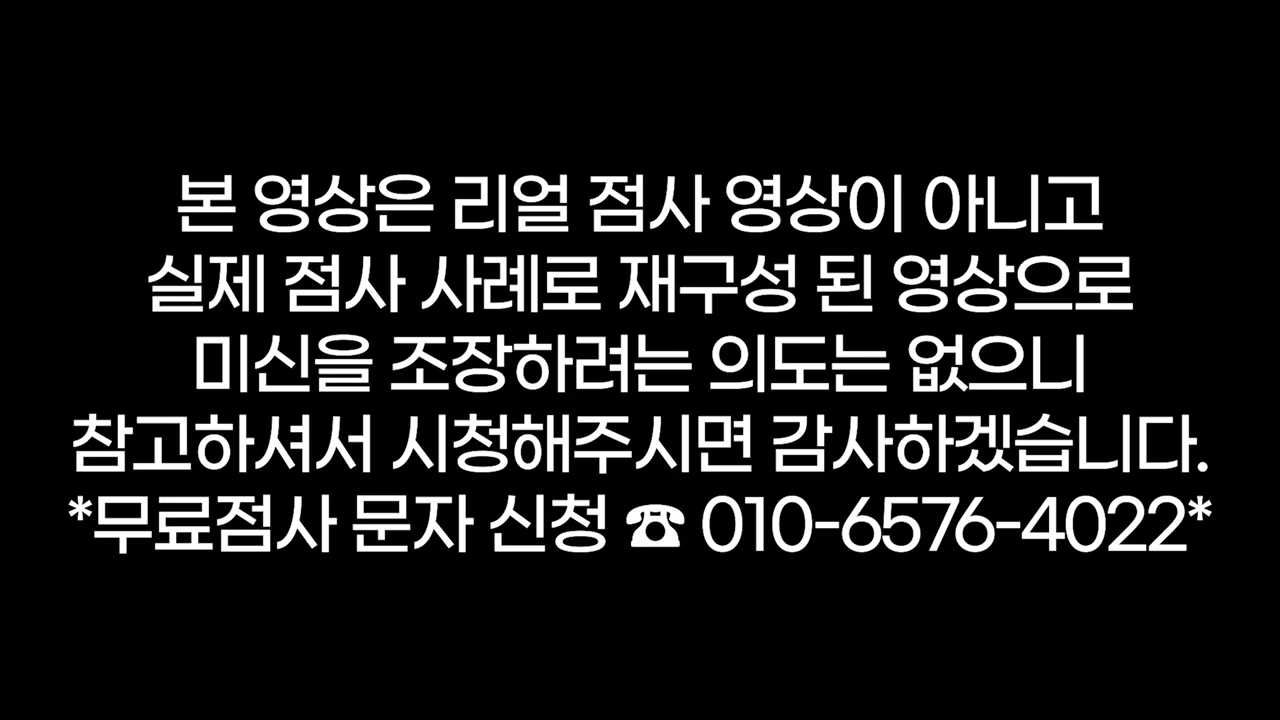 본 영상은 리얼 점사 영상이 아니고
실제 점사 사례로 재구성 된 영상으로
미신을 조장하려는 의도는 없으니
참고하셔서 시청해주시면 감사하겠습니다.
*무료점사 문자 신청 ☎ 010-6576-4022*